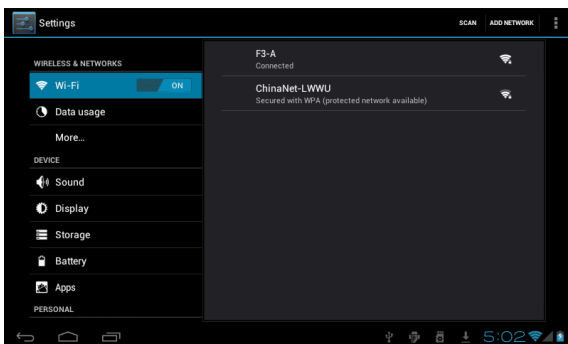 Settings
SCAN
ADD NETWORK
WIRELESS & NETWORKS
Wi-Fi
ON
Data usage
More...
DEVICE
Sound
Display
Storage
Battery
Apps
PERSONAL
F3-A
Connected
ChinaNet-LWWU
Secured with WPA (protected network available)
5:02